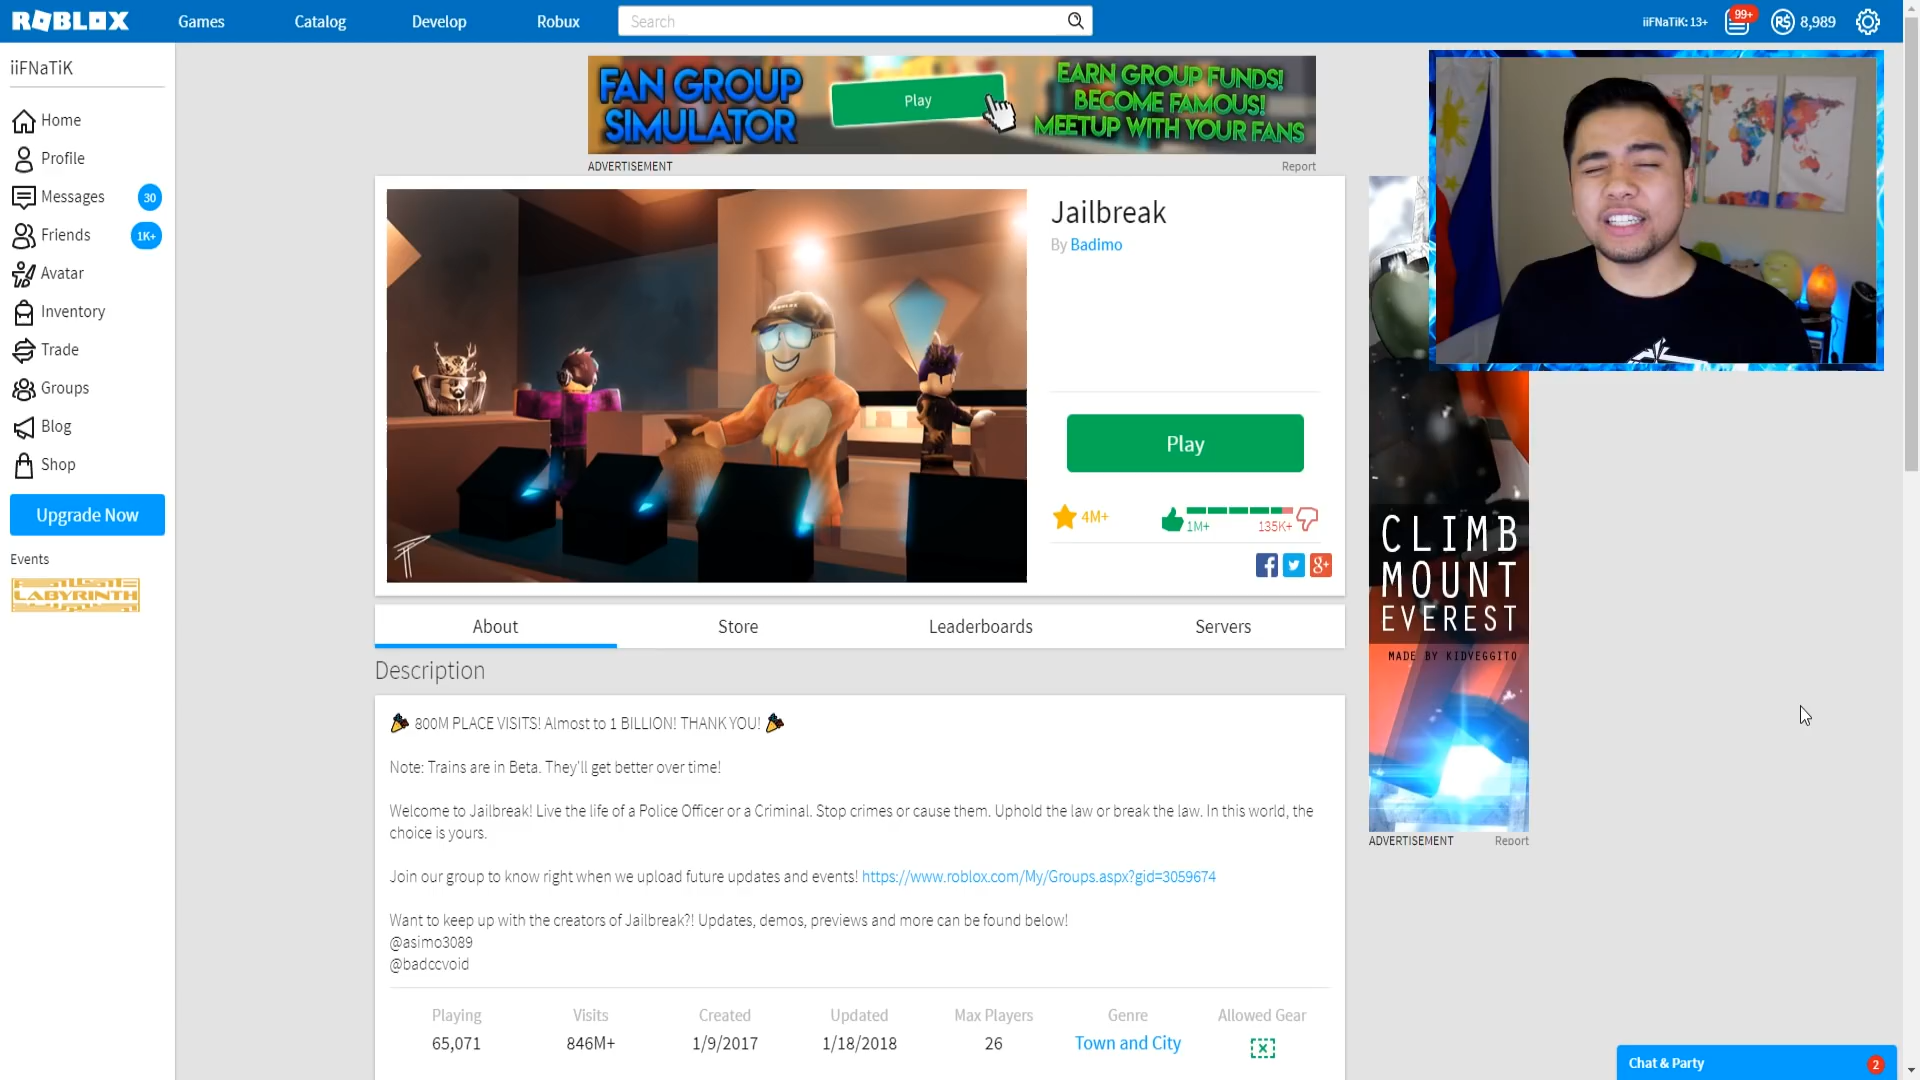 ROBLOX
Games
Catalog
Develop
Robux
Search
iiFNaTiK: 13+
99+
R$ 8,989
iiFNaTiK
Home
Profile
Messages
30
Friends
1K+
Avatar
Inventory
Trade
Groups
Blog
Shop
Upgrade Now
Events
LABYRINTH
FAN GROUP
SIMULATOR
Play
EARN GROUP FUNDS!
BECOME FAMOUS!
MEETUP WITH YOUR FANS
ADVERTISEMENT
Report
Jailbreak
By Badimo
Play
4M+
1M+
135K+
About
Store
Leaderboards
Servers
Description
800M PLACE VISITS! Almost to 1 BILLION! THANK YOU!
Note: Trains are in Beta. They'll get better over time!
Welcome to Jailbreak! Live the life of a Police Officer or a Criminal. Stop crimes or cause them. Uphold the law or break the law. In this world, the
choice is yours.
Join our group to know right when we upload future updates and events! https://www.roblox.com/My/Groups.aspx?gid=3059674
Want to keep up with the creators of Jailbreak?! Updates, demos, previews and more can be found below!
@asimo3089
@badccvoid
Playing
Visits
Created
Updated
Max Players
Genre
Allowed Gear
65,071
846M+
1/9/2017
1/18/2018
26
Town and City
CLIMB
MOUNT
EVEREST
MADE BY KIDVEGGITO
ADVERTISEMENT
Report
Chat & Party
2